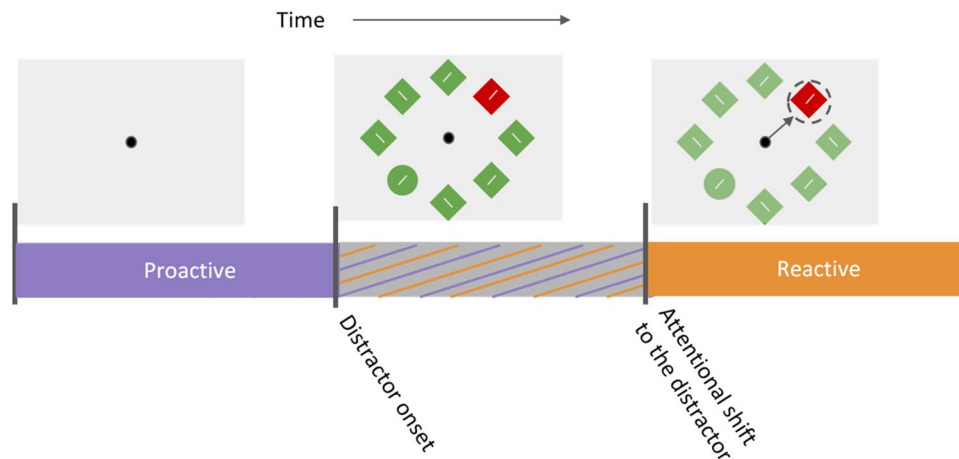 Time
Proactive
Reactive
Distractor onset
Attentional shift
to the distractor